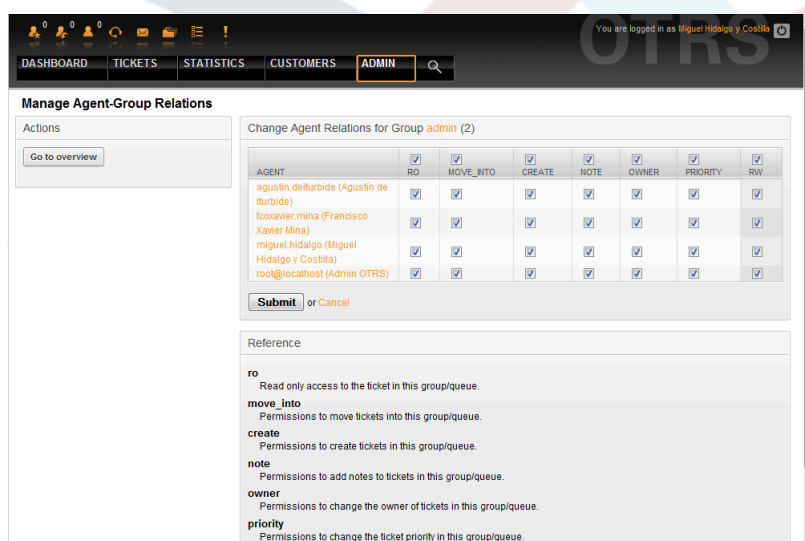 0 0 0
OTRS
You are logged in as Miguel Hidalgo y Costilla
DASHBOARD TICKETS STATISTICS CUSTOMERS ADMIN
Manage Agent-Group Relations
Actions
Go to overview
Change Agent Relations for Group admin (2)
AGENT RO MOVE_INTO CREATE NOTE OWNER PRIORITY RW
agustin.deiturbide (Agustín de
Iturbide)
fcoxavier.mina (Francisco
Xavier Mina)
miguel.hidalgo (Miguel
Hidalgo y Costilla)
root@localhost (Admin OTRS)
Submit or Cancel
Reference
ro
Read only access to the ticket in this group/queue.
move_into
Permissions to move tickets into this group/queue.
create
Permissions to create tickets in this group/queue.
note
Permissions to add notes to tickets in this group/queue.
owner
Permissions to change the owner of tickets in this group/queue.
priority
Permissions to change the ticket priority in this group/queue.